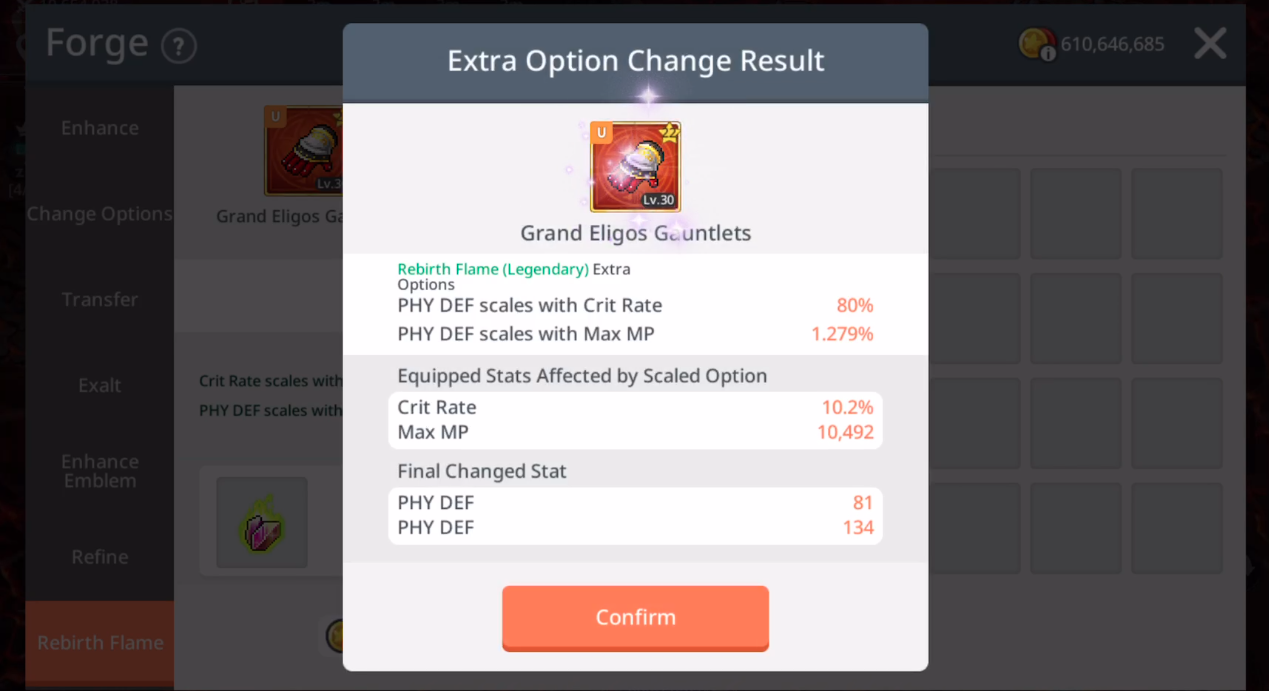 Forge ?
610,646,685
Extra Option Change Result
Enhance
U
Lv.3
U
22
Lv.30
Change Options
Grand Eligos Ga
Grand Eligos Gauntlets
Rebirth Flame (Legendary) Extra
Options
PHY DEF scales with Crit Rate 80%
Transfer
PHY DEF scales with Max MP 1.279%
Equipped Stats Affected by Scaled Option
Exalt
Crit Rate scales with
Crit Rate 10.2%
PHY DEF scales with
Max MP 10,492
Enhance
Emblem
Final Changed Stat
PHY DEF 81
PHY DEF 134
Refine
Confirm
Rebirth Flame